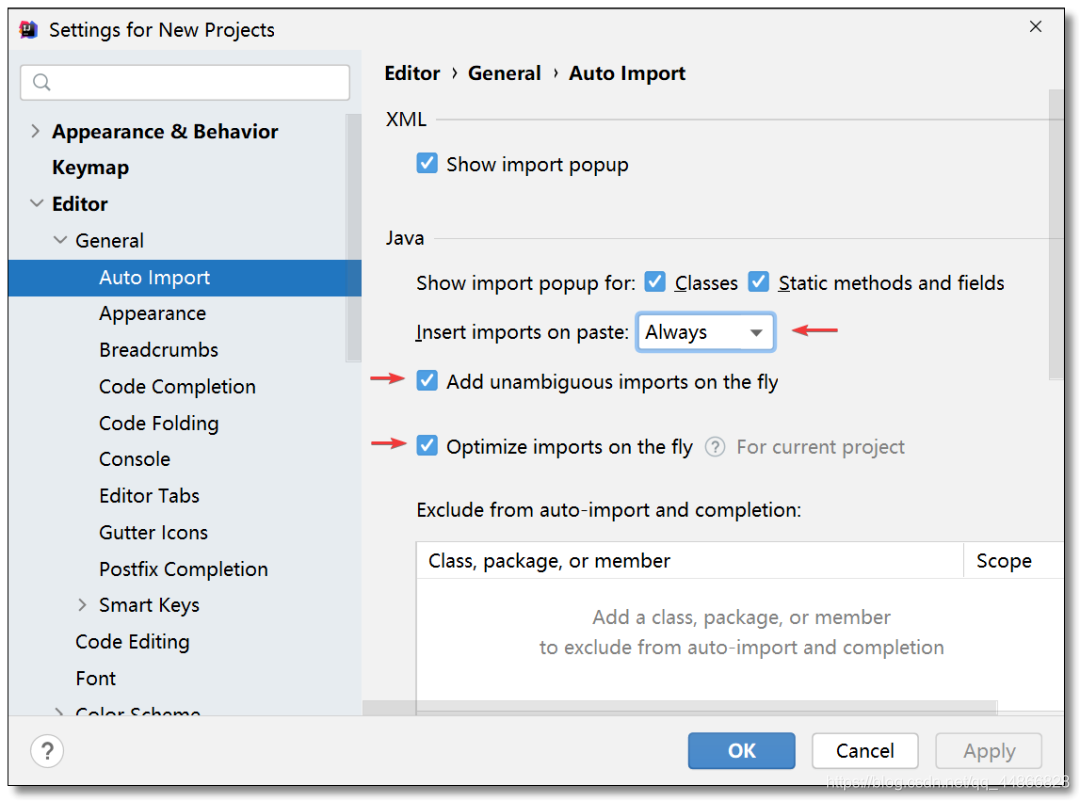 Settings for New Projects
Appearance & Behavior
Keymap
Editor
General
Auto Import
Appearance
Breadcrumbs
Code Completion
Code Folding
Console
Editor Tabs
Gutter Icons
Postfix Completion
Smart Keys
Code Editing
Font
Color Scheme
Editor › General › Auto Import
XML
Show import popup
Java
Show import popup for: Classes Static methods and fields
Insert imports on paste: Always
Add unambiguous imports on the fly
Optimize imports on the fly ? For current project
Exclude from auto-import and completion:
Class, package, or member Scope
Add a class, package, or member
to exclude from auto-import and completion
? OK Cancel Apply
https://blog.csdn.net/qq_44866828